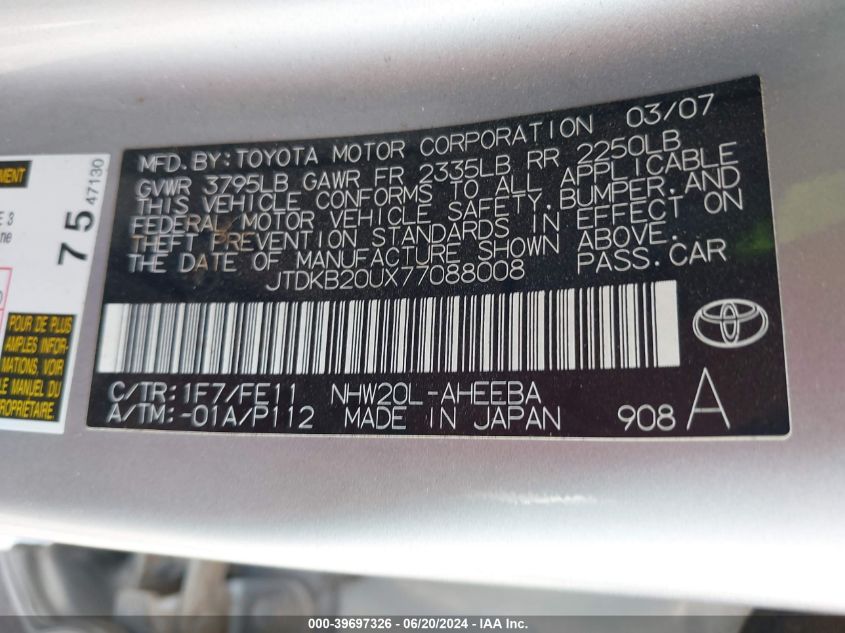 MFD.BY:TOYOTA MOTOR CORPORATION 03/07
GVWR 3795LB GAWR FR 2335LB RR 2250LB
THIS VEHICLE CONFORMS TO ALL APPLICABLE
FEDERAL MOTOR VEHICLE SAFETY,BUMPER,AND
THEFT PREVENTION STANDARDS IN EFFECT ON
THE DATE OF MANUFACTURE SHOWN ABOVE.
JTDKB20UX77088008 PASS.CAR
C/TR:1F7/FE11 NHW20L-AHEEBA
A/TM:-01A/P112 MADE IN JAPAN 908 A
75 47130
POUR DE PLUS
AMPLES INFOR-
MATIONS, VOIR
LE MANUEL DU
PROPRIÉTAIRE.
000-39697326 | 06/20/2024 | IAA Inc.